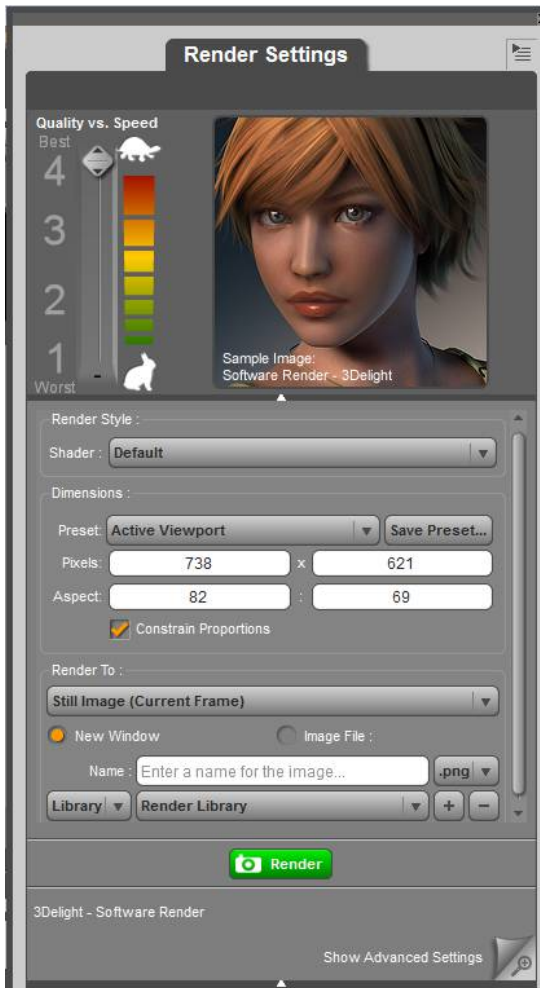 Render Settings
Quality vs. Speed
Best
4
3
2
1
Worst
Sample Image:
Software Render - 3Delight
Render Style :
Shader : Default
Dimensions :
Preset: Active Viewport Save Preset...
Pixels: 738 x 621
Aspect: 82 : 69
Constrain Proportions
Render To :
Still Image (Current Frame)
New Window Image File :
Name : Enter a name for the image... .png
Library Render Library + −
Render
3Delight - Software Render
Show Advanced Settings